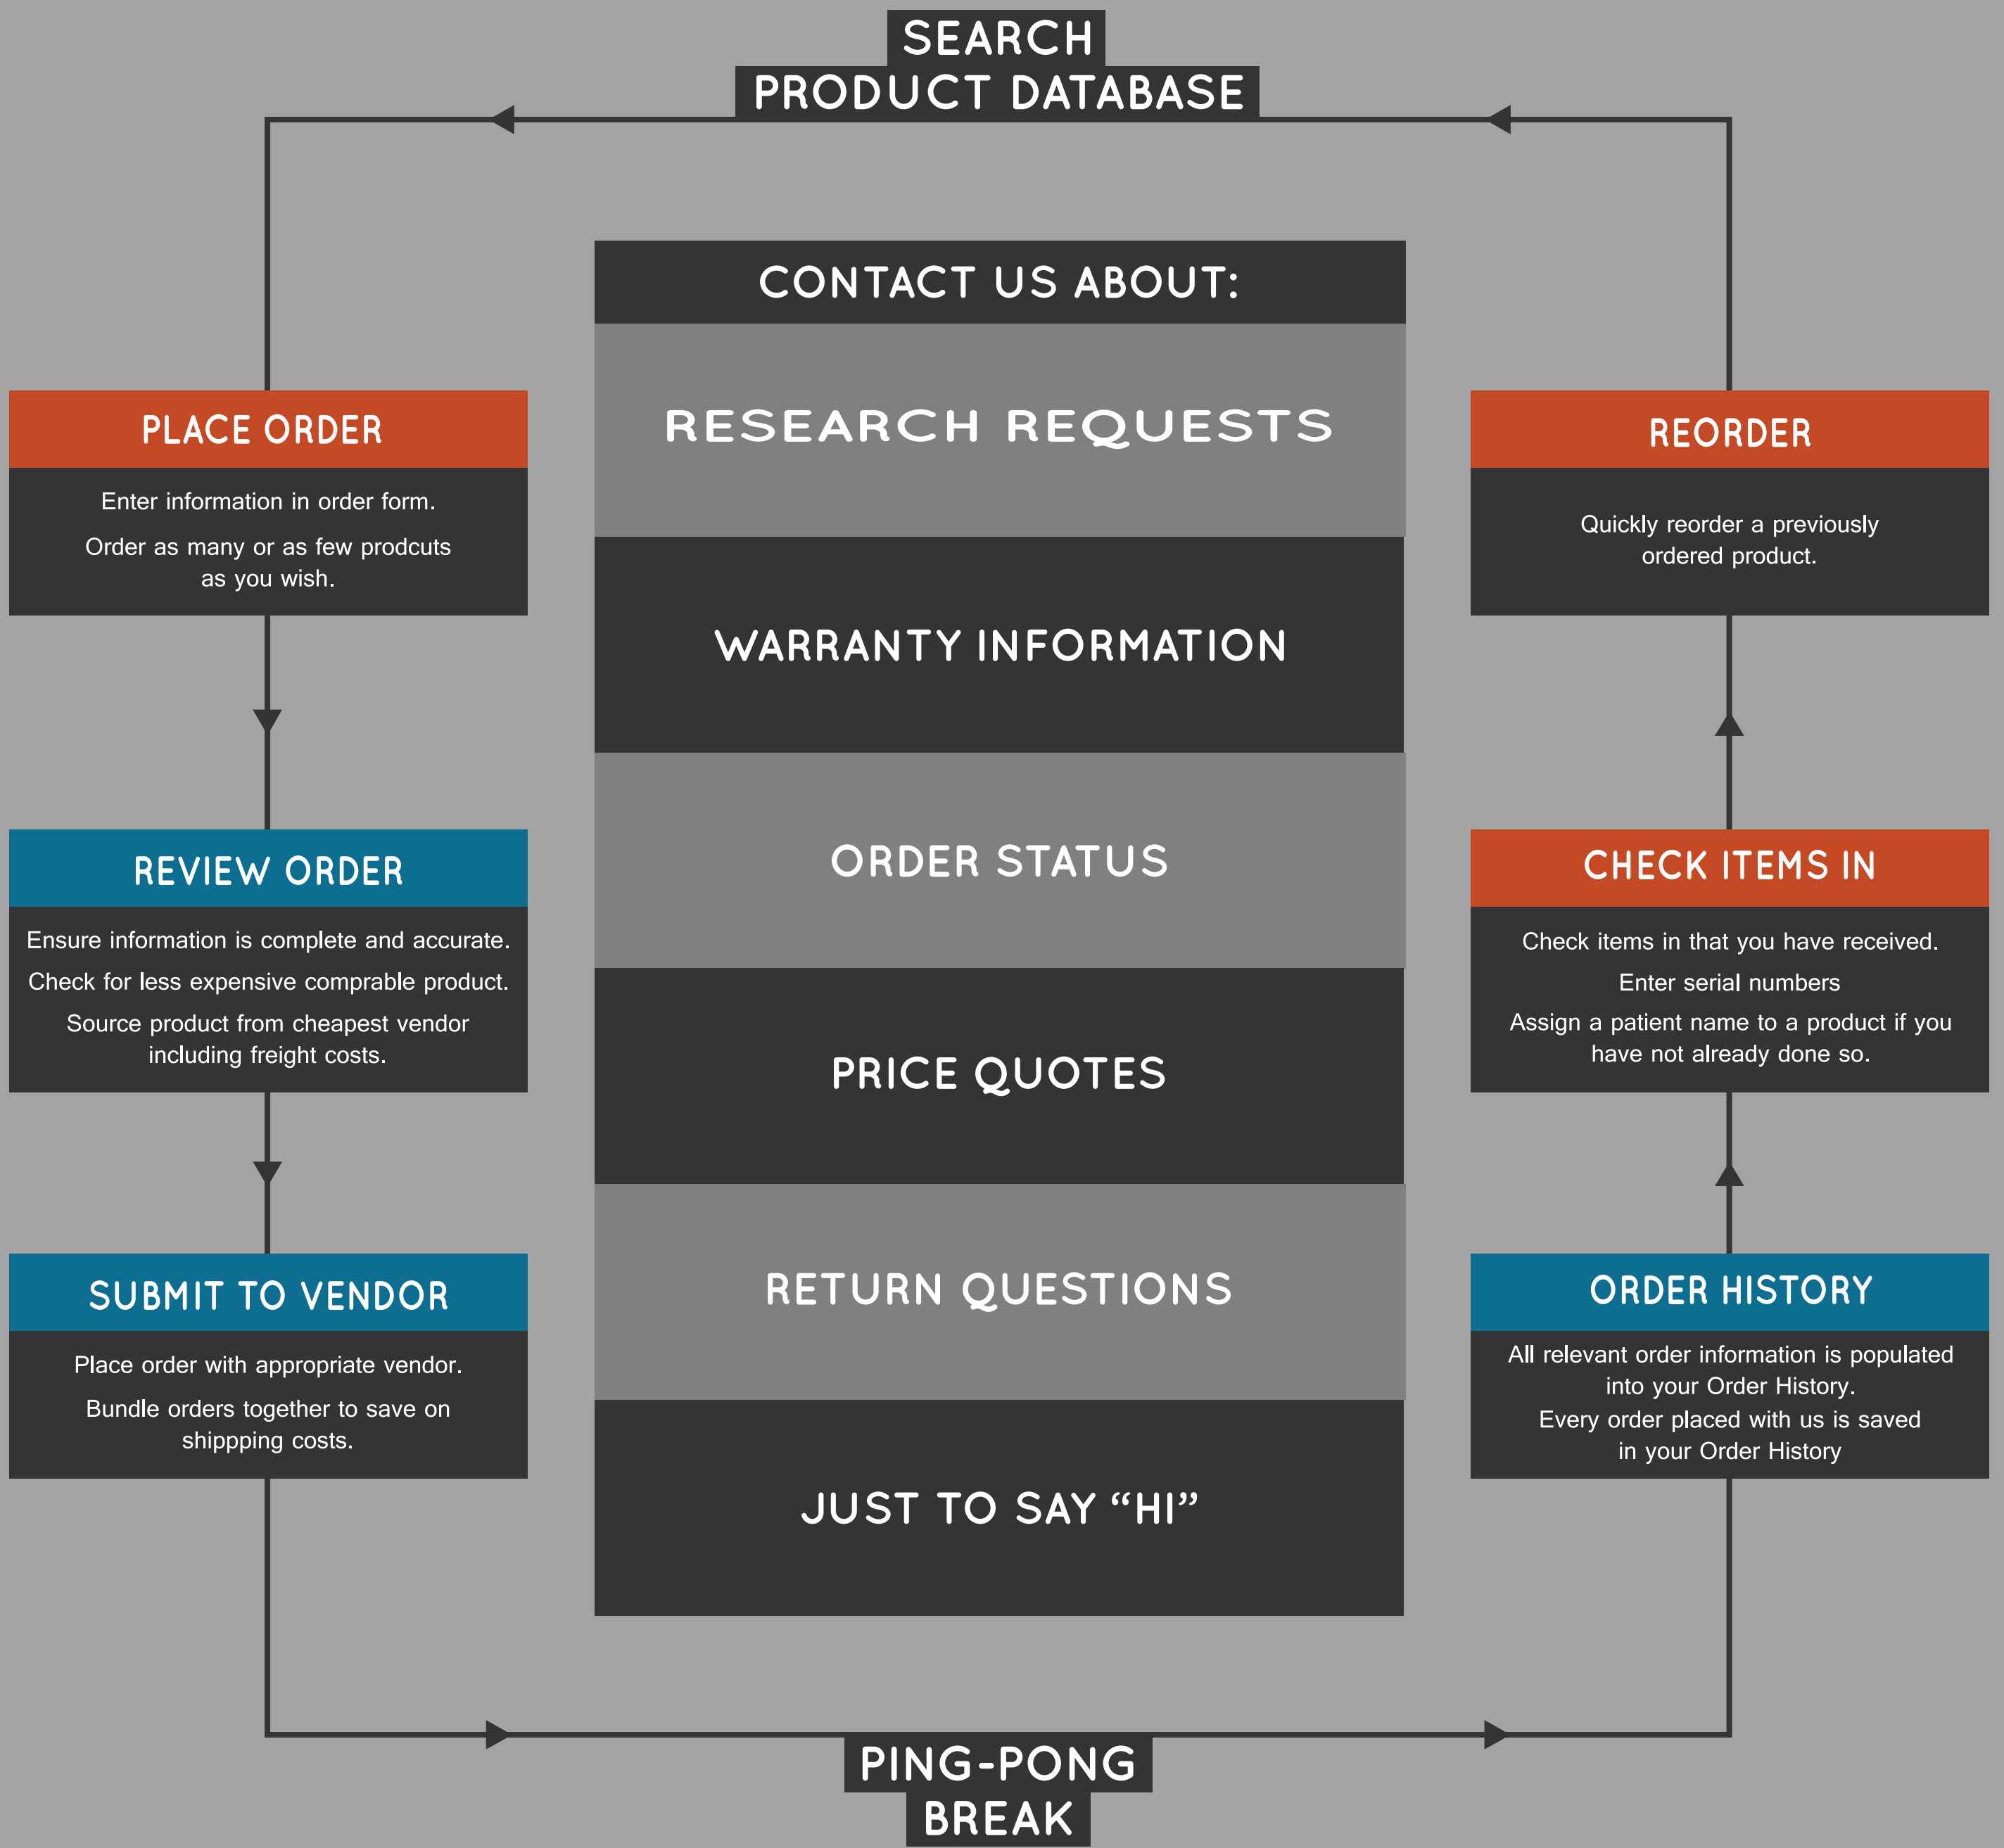 SEARCH
PRODUCT DATABASE
CONTACT US ABOUT:
RESEARCH REQUESTS
WARRANTY INFORMATION
ORDER STATUS
PRICE QUOTES
RETURN QUESTIONS
JUST TO SAY “HI”
PLACE ORDER
Enter information in order form.
Order as many or as few prodcuts
as you wish.
REVIEW ORDER
Ensure information is complete and accurate.
Check for less expensive comprable product.
Source product from cheapest vendor
including freight costs.
SUBMIT TO VENDOR
Place order with appropriate vendor.
Bundle orders together to save on
shippping costs.
PING-PONG
BREAK
ORDER HISTORY
All relevant order information is populated
into your Order History.
Every order placed with us is saved
in your Order History
CHECK ITEMS IN
Check items in that you have received.
Enter serial numbers
Assign a patient name to a product if you
have not already done so.
REORDER
Quickly reorder a previously
ordered product.